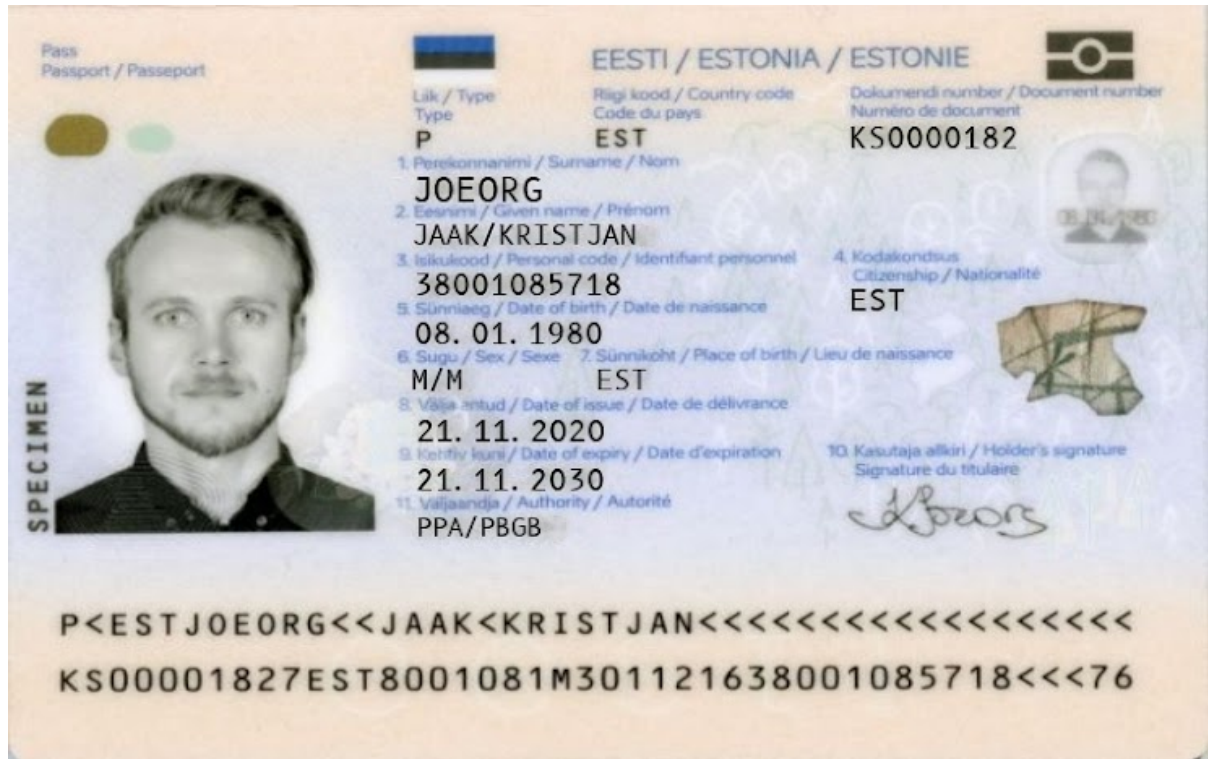 Pass
Passport / Passeport
EESTI / ESTONIA / ESTONIE
Liik / Type
Type
Riigi kood / Country code
Code du pays
Dokumendi number / Document number
Numéro de document
P EST KS0000182
1. Perekonnanimi / Surname / Nom
JOEORG
2. Eesnimi / Given name / Prénom
JAAK/KRISTJAN
3. Isikukood / Personal code / Identifiant personnel
38001085718
4. Kodakondsus
Citizenship / Nationalité
EST
5. Sünniaeg / Date of birth / Date de naissance
08. 01. 1980
6. Sugu / Sex / Sexe 7. Sünnikoht / Place of birth / Lieu de naissance
M/M EST
8. Välja antud / Date of issue / Date de délivrance
21. 11. 2020
9. Kehtiv kuni / Date of expiry / Date d'expiration
21. 11. 2030
10. Kasutaja allkiri / Holder's signature
Signature du titulaire
11. Väljaandja / Authority / Autorité
PPA/PBGB
SPECIMEN
P<ESTJOEORG<<JAAK<KRISTJAN<<<<<<<<<<<<<<<<<<
KS00001827EST8001081M301121638001085718<<<76